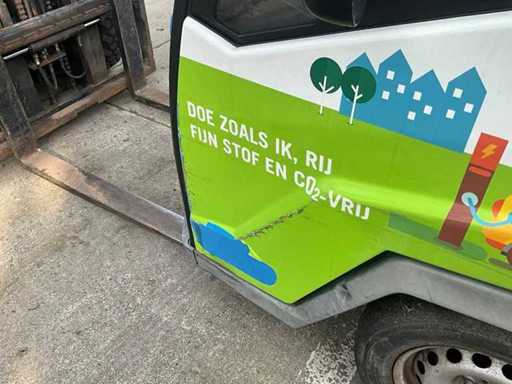 DOE ZOALS IK, RIJ
FIJN STOF EN CO₂-VRIJ